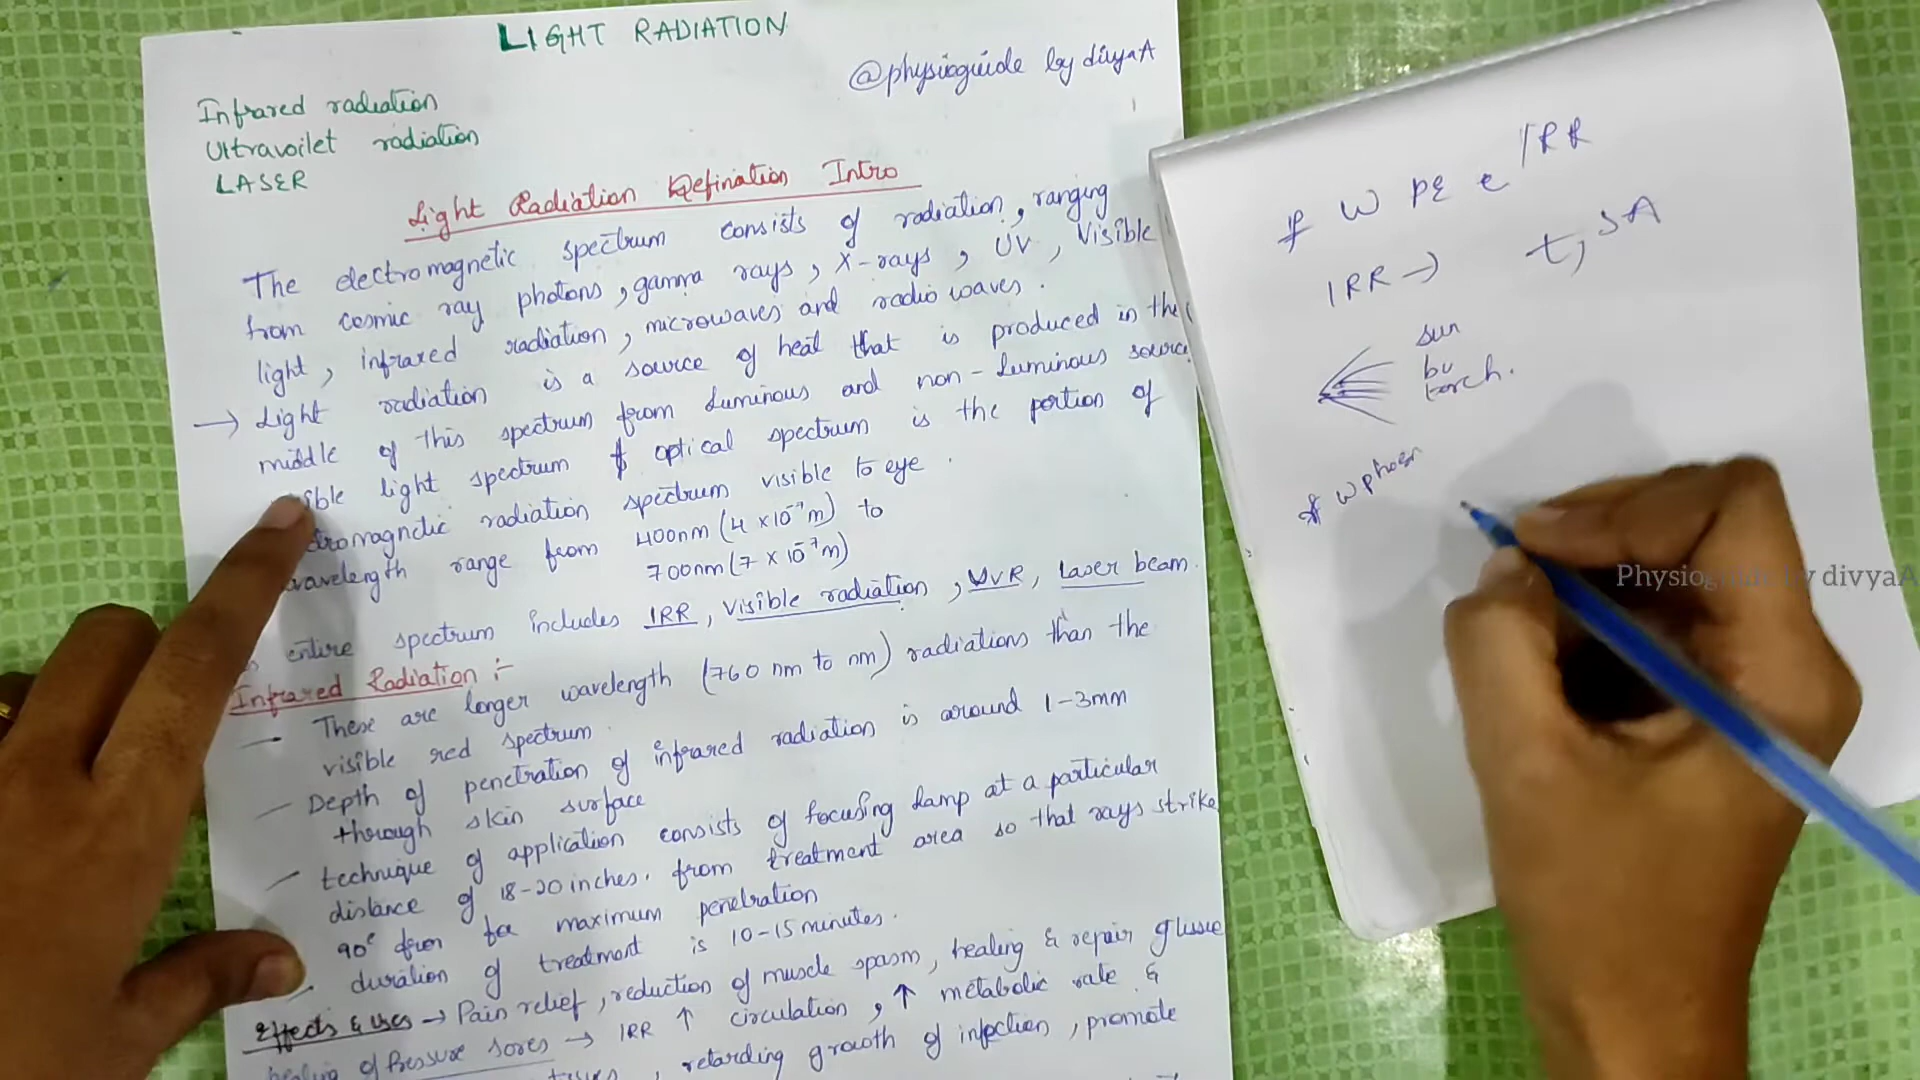 LIGHT RADIATION
@physioguide by divyaA
Infrared radiation
Ultravoilet radiation
LASER
Light Radiation Defination Intro
The electromagnetic spectrum consists of radiation, ranging
from cosmic ray photons, gamma rays, X-rays, UV, Visible
light, infrared radiation, microwaves and radio waves.
→ Light radiation is a source of heat that is produced in the
middle of this spectrum from Luminous and non-luminous source
light spectrum & optical spectrum is the portion of
radiation spectrum visible to eye.
wavelength range from 400nm (4 x 10⁻⁷m) to
700nm (7 x 10⁻⁷m)
entire spectrum includes IRR, visible radiation, UVR, Laser beam.
Infrared Radiation :-
— These are longer wavelength (760 nm to nm) radiations than the
visible red spectrum
— Depth of penetration of infrared radiation is around 1-3mm
through skin surface
— technique of application consists of focusing lamp at a particular
distance of 18-20 inches. from treatment area so that rays strike
90° for maximum penetration
— duration of treatment is 10-15 minutes.
Effects & uses → Pain relief, reduction of muscle spasm, healing & repair
healing of Pressure sores → IRR ↑ circulation, ↑ metabolic rate &
retarding growth of infection, promote
IRR
IRR → t, SA
sun
bu
torch.
Physiog by divyaA